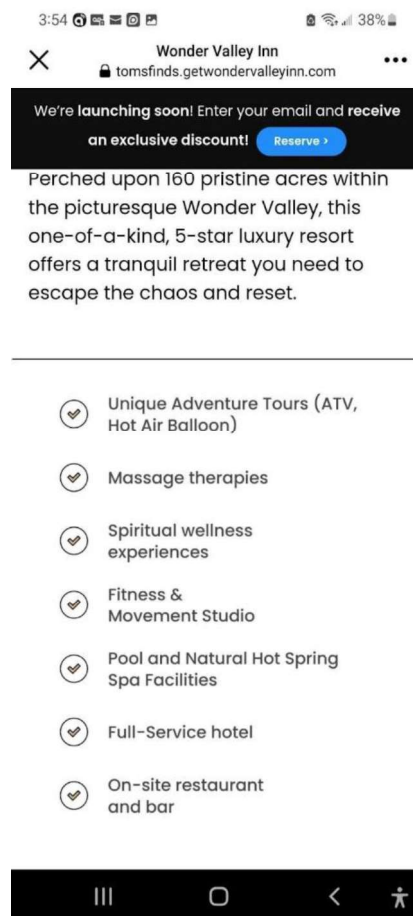 3:54
38%
Wonder Valley Inn
tomsfinds.getwondervalleyinn.com
We're launching soon! Enter your email and receive
an exclusive discount! Reserve >
Perched upon 160 pristine acres within
the picturesque Wonder Valley, this
one-of-a-kind, 5-star luxury resort
offers a tranquil retreat you need to
escape the chaos and reset.
Unique Adventure Tours (ATV,
Hot Air Balloon)
Massage therapies
Spiritual wellness
experiences
Fitness &
Movement Studio
Pool and Natural Hot Spring
Spa Facilities
Full-Service hotel
On-site restaurant
and bar